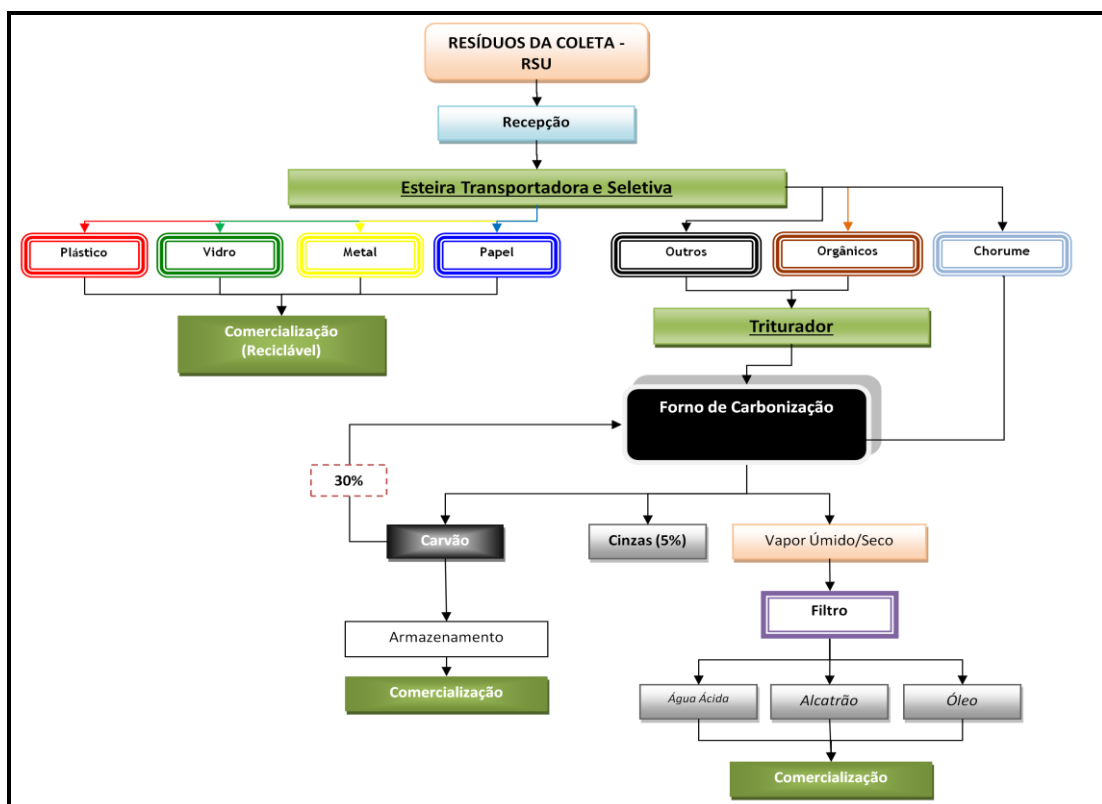 RESÍDUOS DA COLETA -
RSU
Recepção
Esteira Transportadora e Seletiva
Plástico
Vidro
Metal
Papel
Outros
Orgânicos
Chorume
Comercialização
(Reciclável)
Triturador
Forno de Carbonização
30%
Carvão
Cinzas (5%)
Vapor Úmido/Seco
Filtro
Armazenamento
Comercialização
Água Ácida
Alcatrão
Óleo
Comercialização